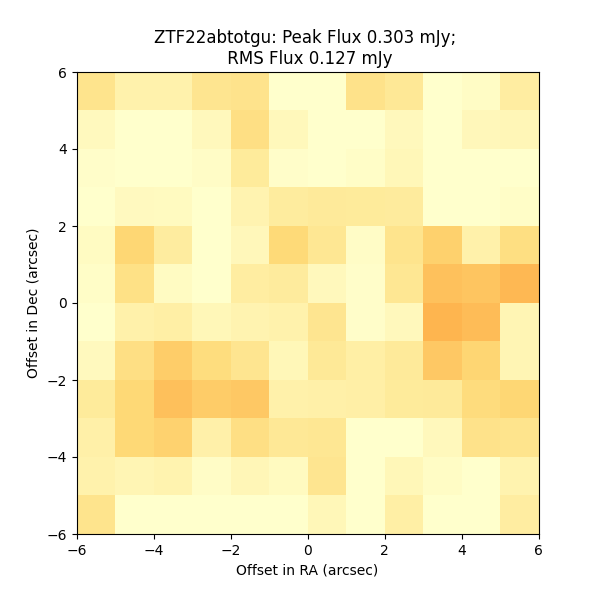 ZTF22abtotgu: Peak Flux 0.303 mJy;
RMS Flux 0.127 mJy
6
4
2
0
−2
−4
−6
Offset in Dec (arcsec)
−6 −4 −2 0 2 4 6
Offset in RA (arcsec)